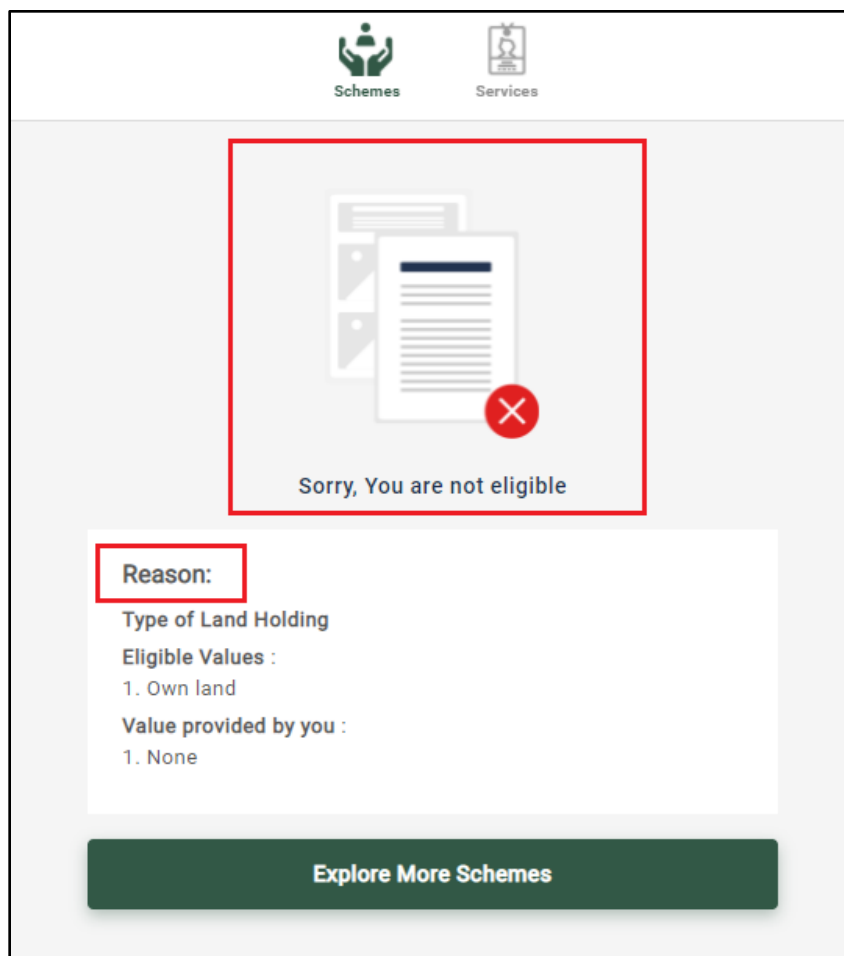 Schemes
Services
Sorry, You are not eligible
Reason:
Type of Land Holding
Eligible Values :
1. Own land
Value provided by you :
1. None
Explore More Schemes